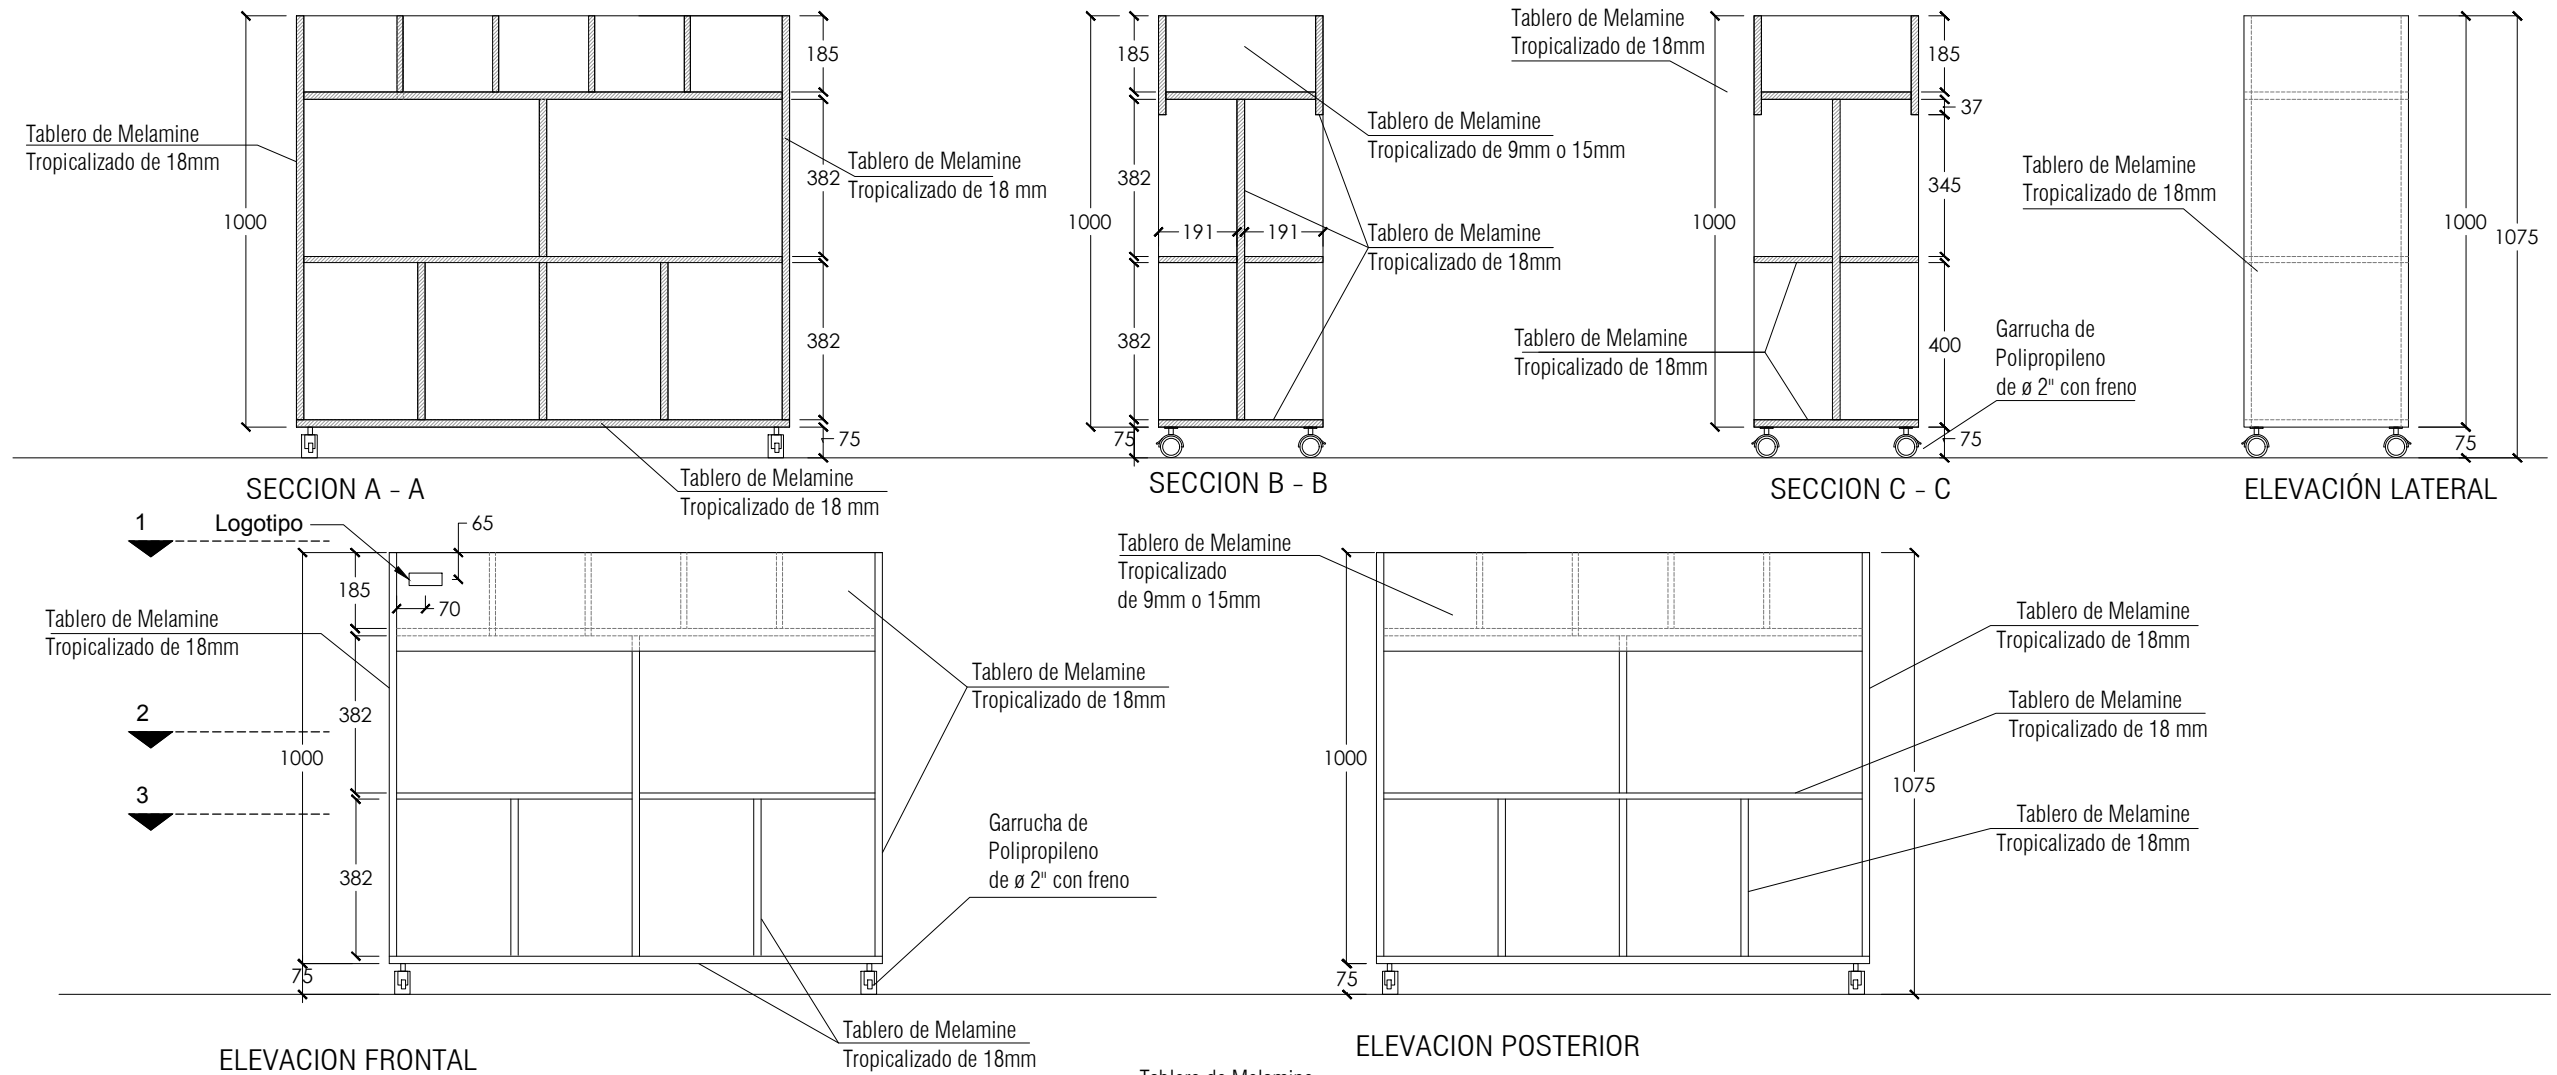 1000
185
382
382
75
Tablero de Melamine
Tropicalizado de 18mm
Tablero de Melamine
Tropicalizado de 18 mm
Tablero de Melamine
Tropicalizado de 18 mm
SECCION A - A
1000
185
382
382
75
191
191
Tablero de Melamine
Tropicalizado de 9mm o 15mm
Tablero de Melamine
Tropicalizado de 18mm
SECCION B - B
Tablero de Melamine
Tropicalizado de 18mm
1000
185
37
345
400
75
Tablero de Melamine
Tropicalizado de 18mm
Garrucha de
Polipropileno
de ø 2" con freno
SECCION C - C
Tablero de Melamine
Tropicalizado de 18mm
1000
1075
75
ELEVACIÓN LATERAL
1
2
3
Logotipo
65
70
185
382
382
1000
75
Tablero de Melamine
Tropicalizado de 18mm
Tablero de Melamine
Tropicalizado de 18mm
Garrucha de
Polipropileno
de ø 2" con freno
Tablero de Melamine
Tropicalizado de 18mm
ELEVACION FRONTAL
Tablero de Melamine
Tropicalizado
de 9mm o 15mm
1000
75
1075
Tablero de Melamine
Tropicalizado de 18mm
Tablero de Melamine
Tropicalizado de 18 mm
Tablero de Melamine
Tropicalizado de 18mm
ELEVACION POSTERIOR
Tablero de Melamine